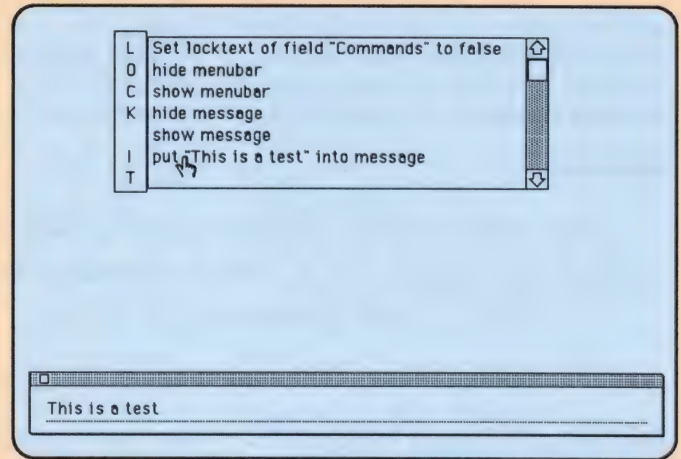 L
O
C
K
I
T
Set locktext of field "Commands" to false
hide menubar
show menubar
hide message
show message
put "This is a test" into message
This is a test